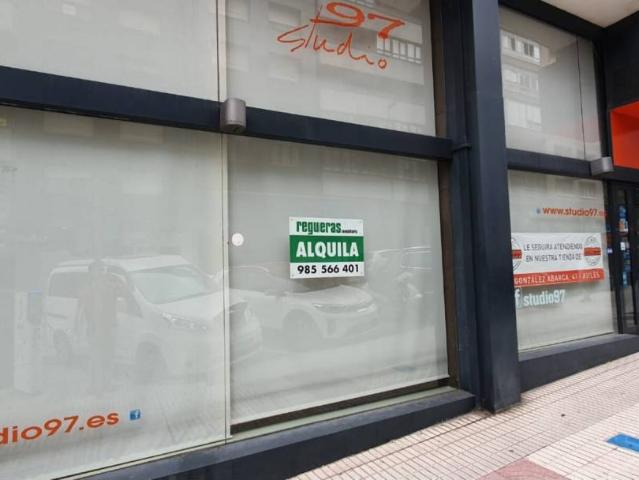 97
Studio
regueras
ALQUILA
985 566 401
dio97.es
www.studio97.es
LE SEGUIRÁ ATENDIENDO
EN NUESTRA TIENDA DE
GONZÁLEZ ABARCA, 41 - AVILÉS
f studio97